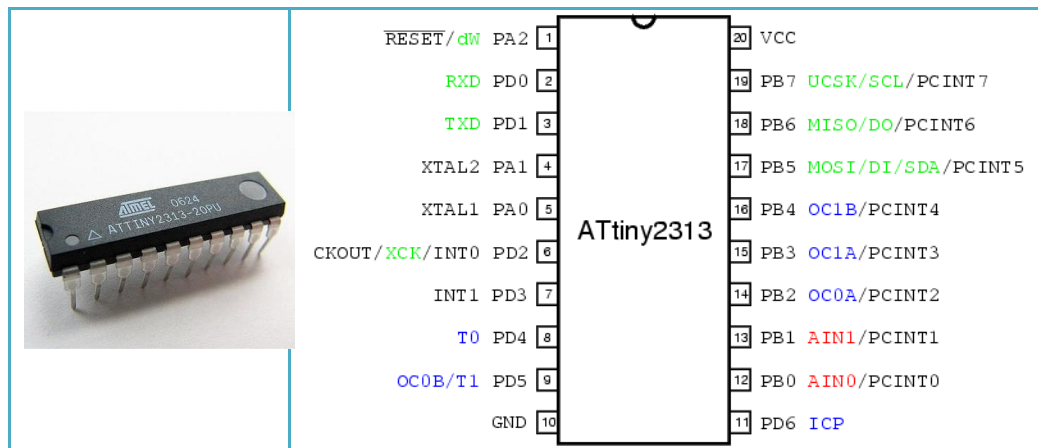 ATMEL 0624
ATTINY2313-20PU
RESET/dW PA2 1
RXD PD0 2
TXD PD1 3
XTAL2 PA1 4
XTAL1 PA0 5
CKOUT/XCK/INT0 PD2 6
INT1 PD3 7
T0 PD4 8
OC0B/T1 PD5 9
GND 10
ATtiny2313
20 VCC
19 PB7 UCSK/SCL/PCINT7
18 PB6 MISO/DO/PCINT6
17 PB5 MOSI/DI/SDA/PCINT5
16 PB4 OC1B/PCINT4
15 PB3 OC1A/PCINT3
14 PB2 OC0A/PCINT2
13 PB1 AIN1/PCINT1
12 PB0 AIN0/PCINT0
11 PD6 ICP